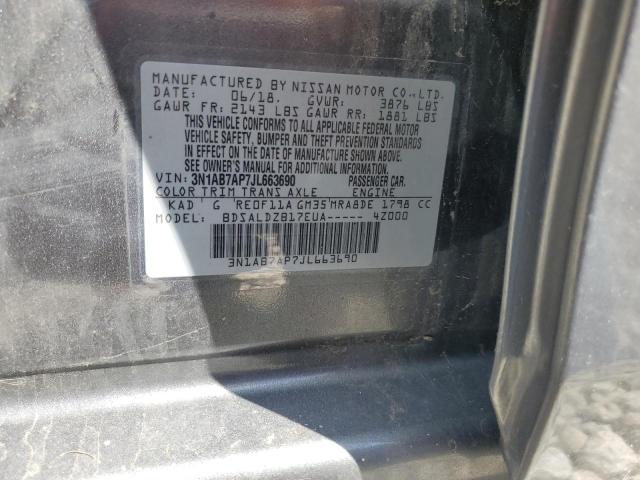 MANUFACTURED BY NISSAN MOTOR CO., LTD.
DATE: 06/18. GVWR: 3876 LBS
GAWR FR: 2143 LBS GAWR RR: 1881 LBS
THIS VEHICLE CONFORMS TO ALL APPLICABLE FEDERAL MOTOR
VEHICLE SAFETY, BUMPER AND THEFT PREVENTION STANDARDS
IN EFFECT ON THE DATE OF MANUFACTURE SHOWN ABOVE.
SEE OWNER'S MANUAL FOR ADDITIONAL INFORMATION.
VIN: 3N1AB7AP7JL663690 PASSENGER CAR.
COLOR TRIM TRANS AXLE ENGINE
KAD G RE0F11A GM35 MRA8DE 1798 CC
MODEL: BDSALDZB17EUA----- 4Z000
3N1AB7AP7JL663690